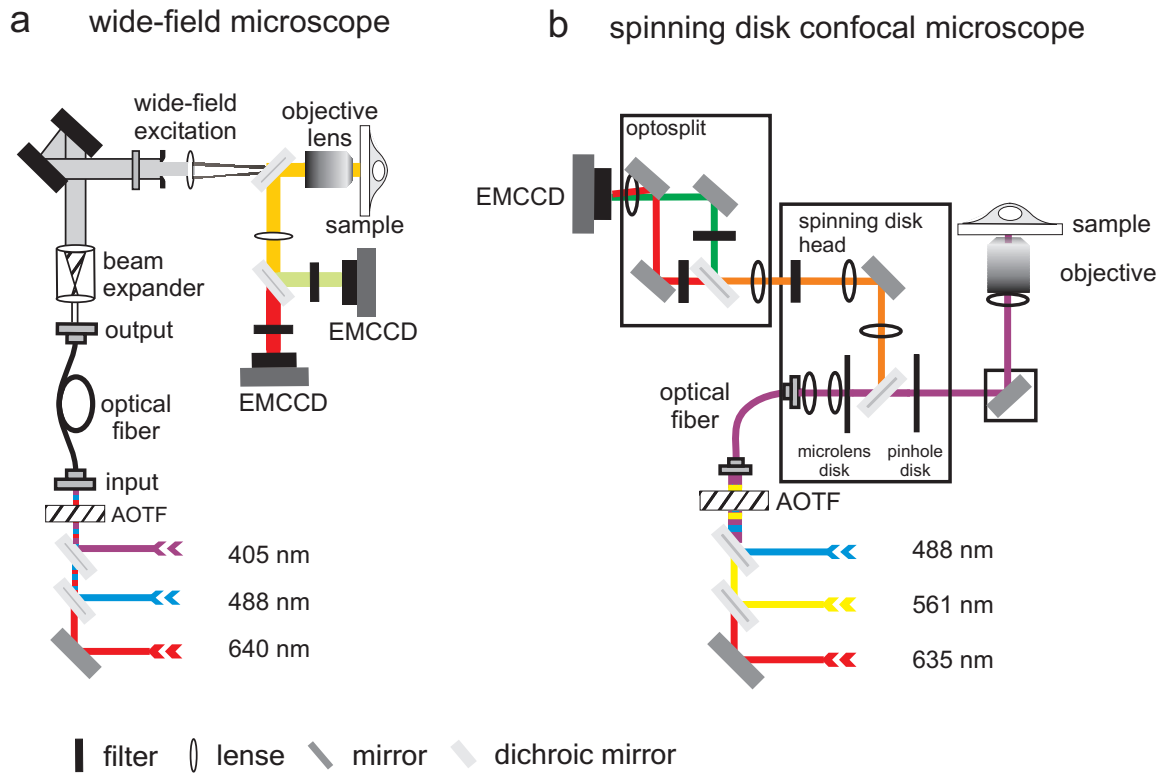 a wide-field microscope
wide-field
excitation
objective
lens
sample
beam
expander
output
EMCCD
EMCCD
optical
fiber
input
AOTF
405 nm
488 nm
640 nm
b spinning disk confocal microscope
optosplit
EMCCD
spinning disk
head
sample
objective
optical
fiber
microlens
disk
pinhole
disk
AOTF
488 nm
561 nm
635 nm
filter
lense
mirror
dichroic mirror